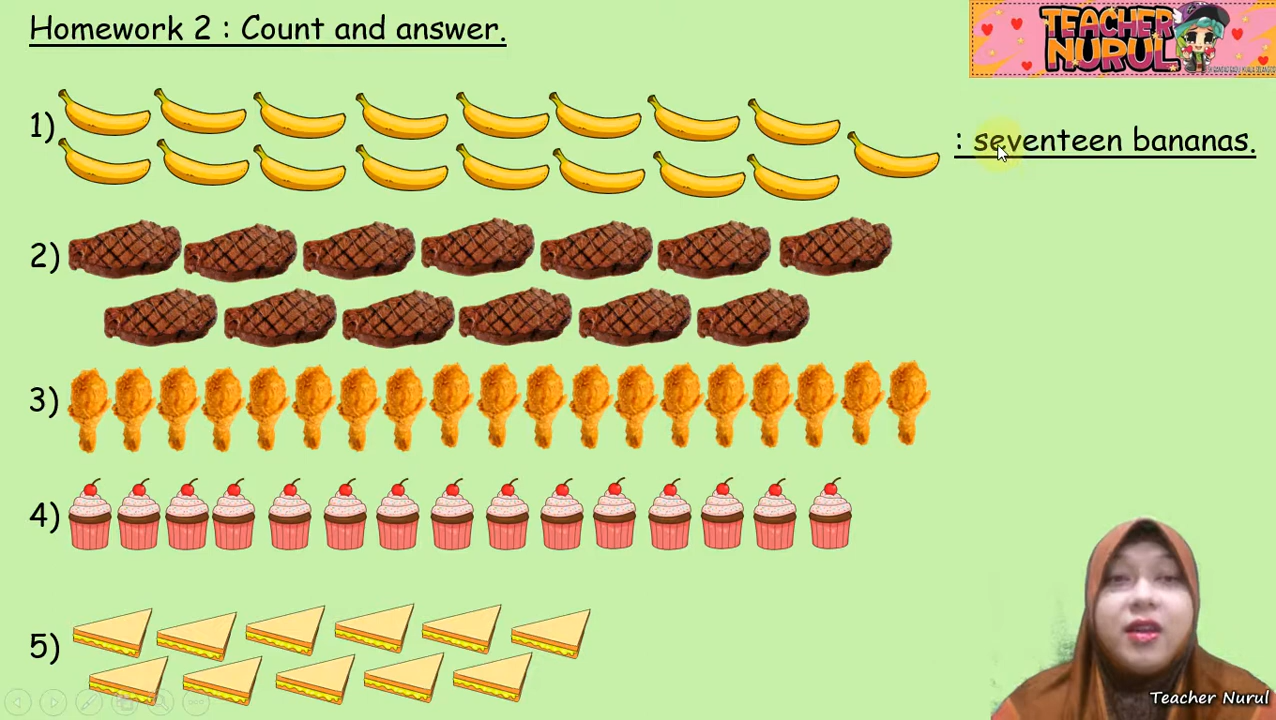 Homework 2 : Count and answer.
TEACHER
NURUL
1)
: seventeen bananas.
2)
3)
4)
5)
Teacher Nurul